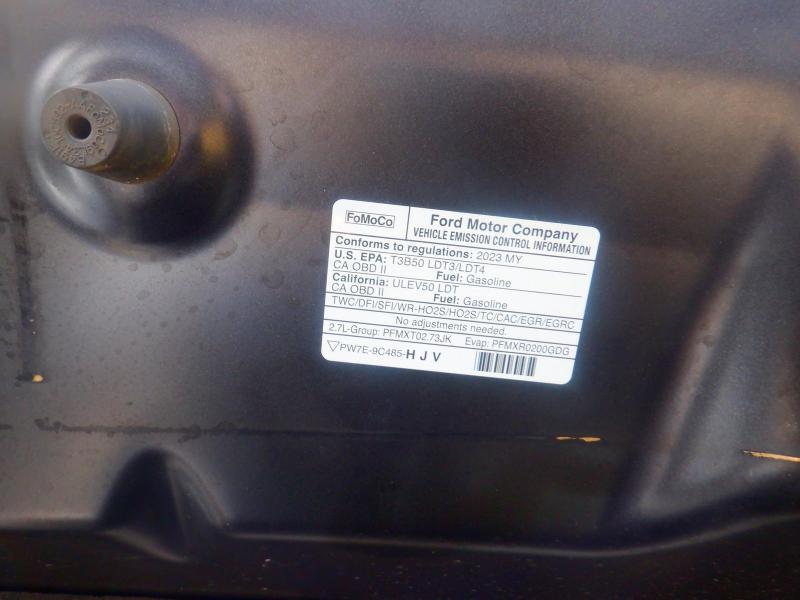 FoMoCo
Ford Motor Company
VEHICLE EMISSION CONTROL INFORMATION
Conforms to regulations: 2023 MY
U.S. EPA: T3B50 LDT3/LDT4
CA OBD II Fuel: Gasoline
California: ULEV50 LDT
CA OBD II Fuel: Gasoline
TWC/DFI/SFI/WR-HO2S/HO2S/TC/CAC/EGR/EGRC
No adjustments needed.
2.7L-Group: PFMXT02.73JK Evap: PFMXR0200GDG
PW7E-9C485-H J V